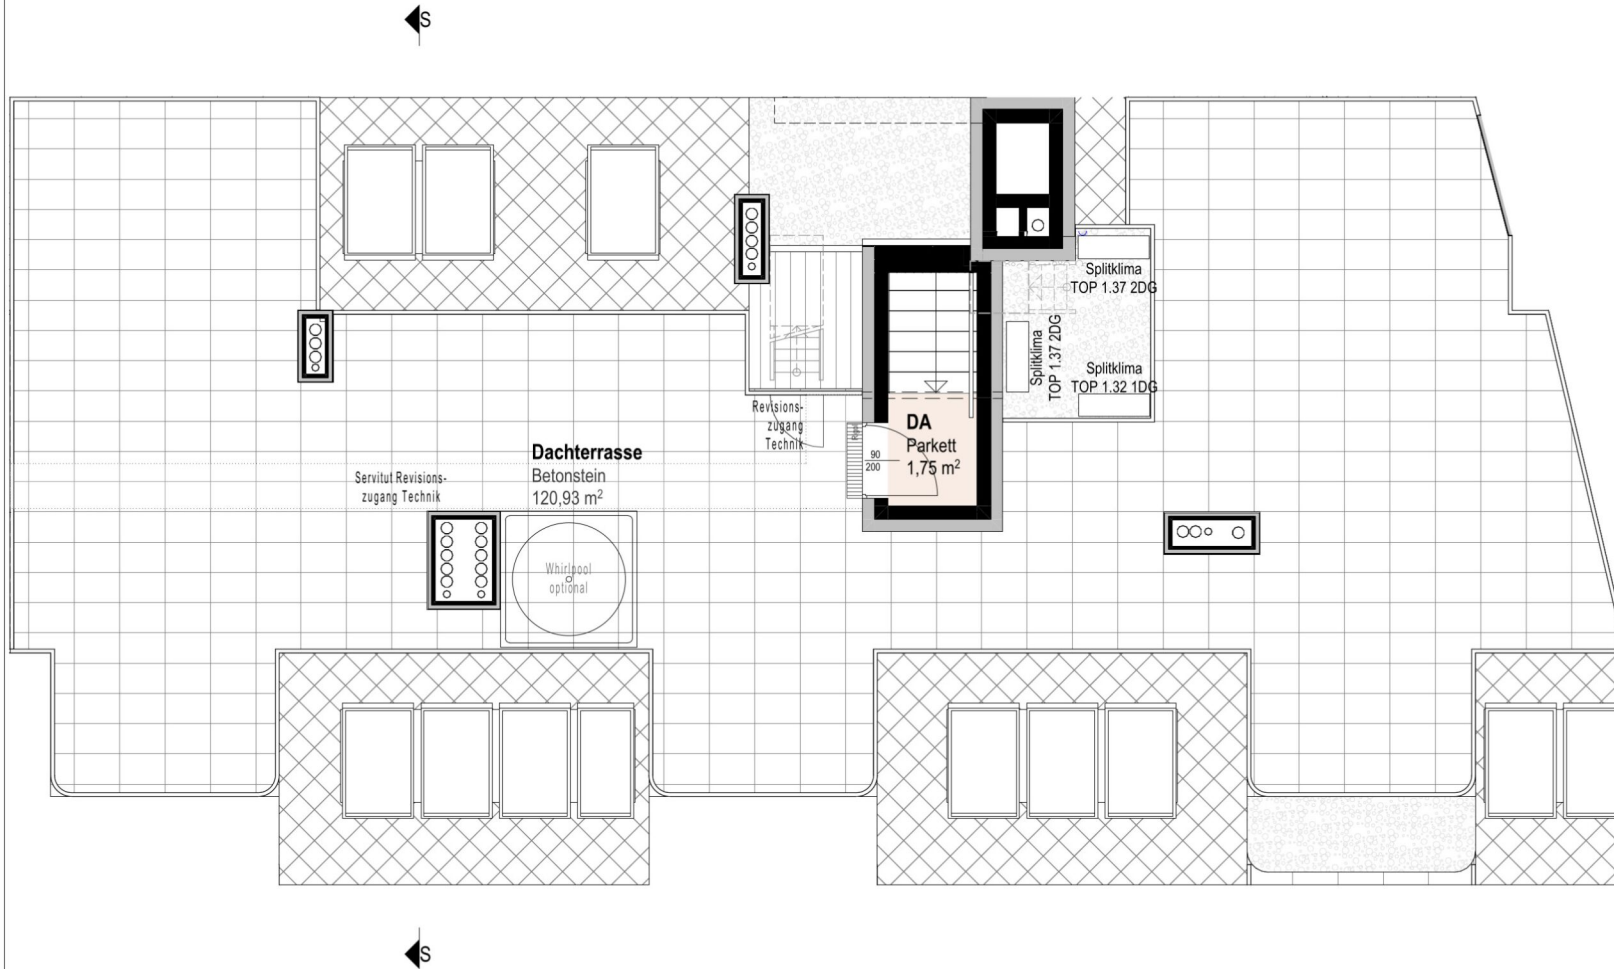 S
Splitklima
TOP 1.37 2DG
Splitklima
TOP 1.37 2DG
Splitklima
TOP 1.32 1DG
Revisions-
zugang
Technik
DA
Parkett
1,75 m²
90
200
Dachterrasse
Betonstein
120,93 m²
Servitut Revisions-
zugang Technik
Whirlpool
optional
S